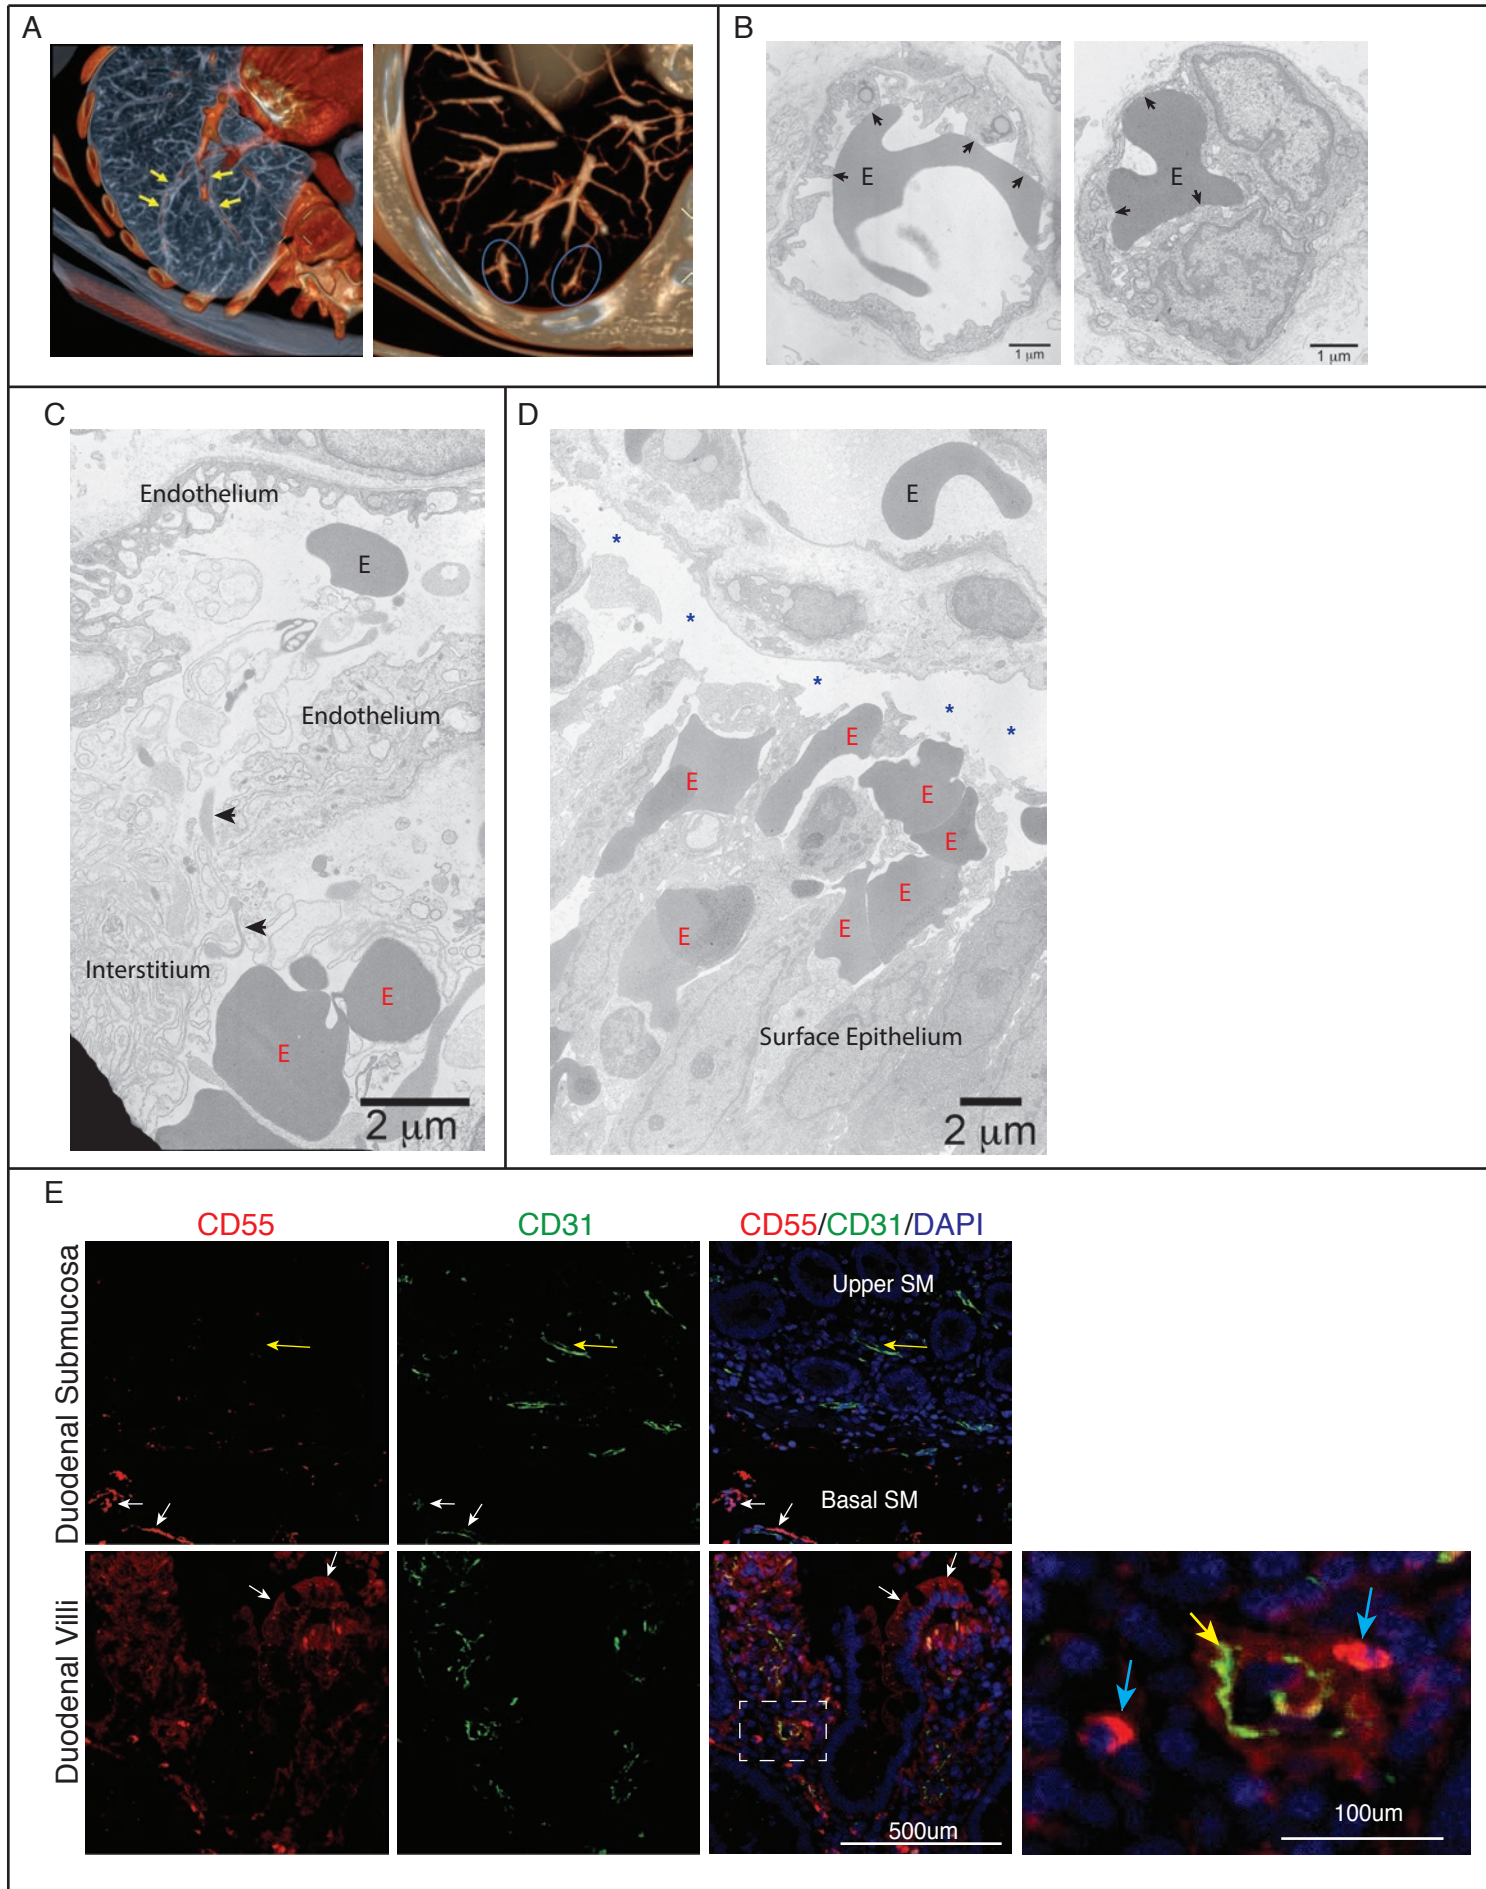 A
B
E
E
1 µm
1 µm
C
Endothelium
E
Endothelium
Interstitium
E
E
2 µm
D
E
*
*
*
*
*
E
E
E
E
E
E
E
Surface Epithelium
2 µm
E
CD55
CD31
CD55/CD31/DAPI
Duodenal Submucosa
Upper SM
Basal SM
Duodenal Villi
500um
100um